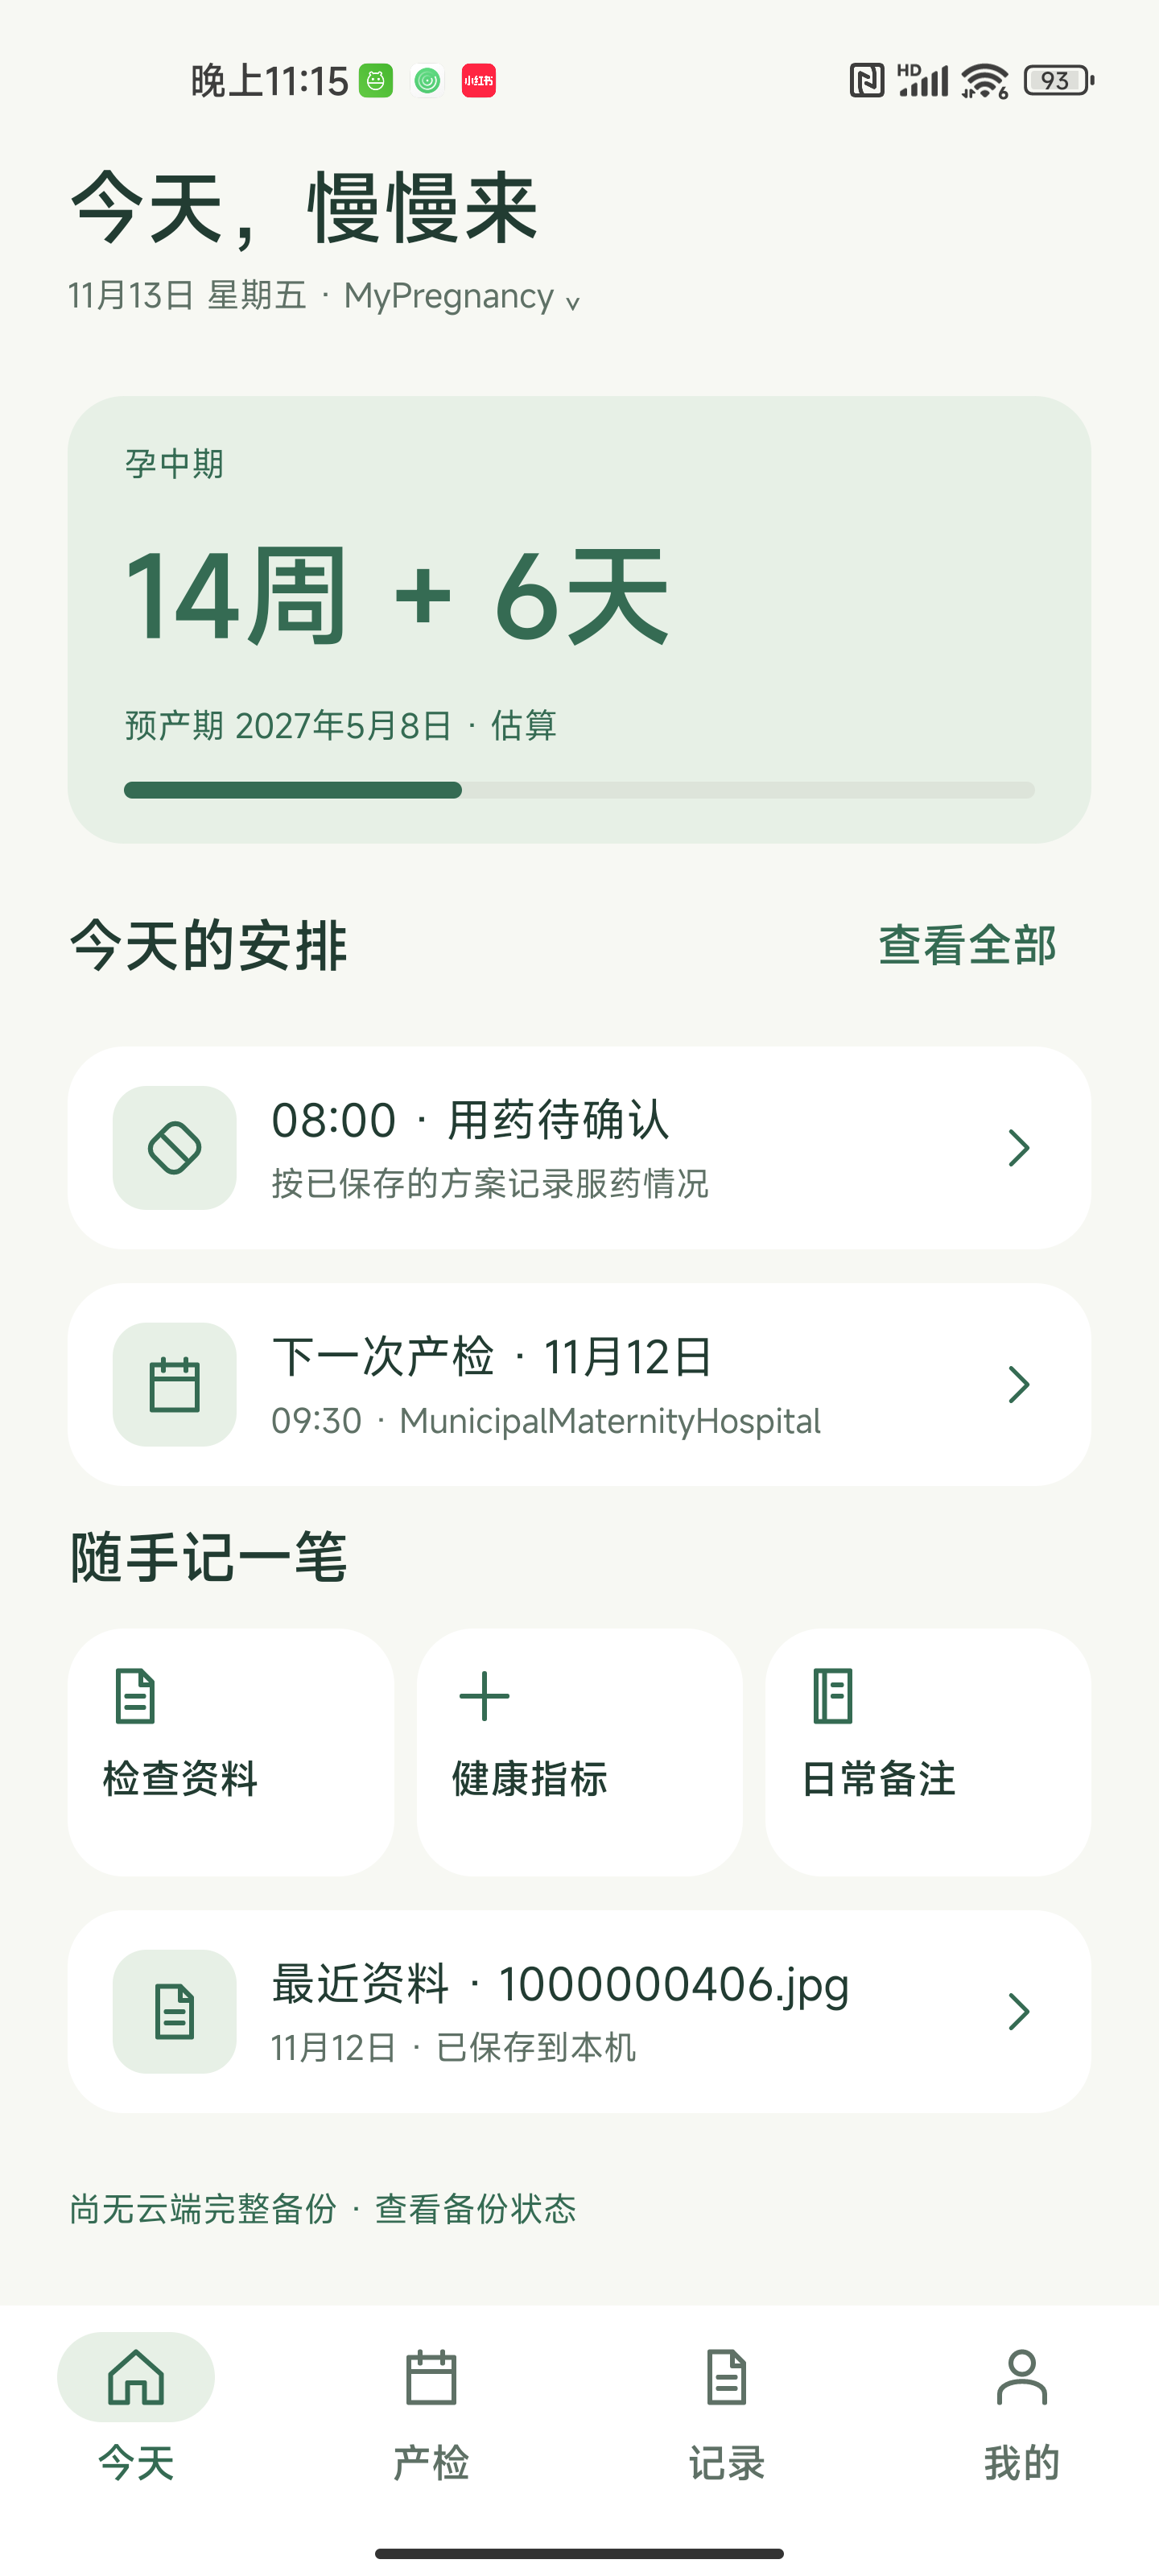 晚上11:15
小红书
HD
6
93
今天，慢慢来
11月13日 星期五 · MyPregnancy
孕中期
14周 + 6天
预产期 2027年5月8日 · 估算
今天的安排
查看全部
08:00 · 用药待确认
按已保存的方案记录服药情况
下一次产检 · 11月12日
09:30 · MunicipalMaternityHospital
随手记一笔
检查资料
健康指标
日常备注
最近资料 · 1000000406.jpg
11月12日 · 已保存到本机
尚无云端完整备份 · 查看备份状态
今天
产检
记录
我的